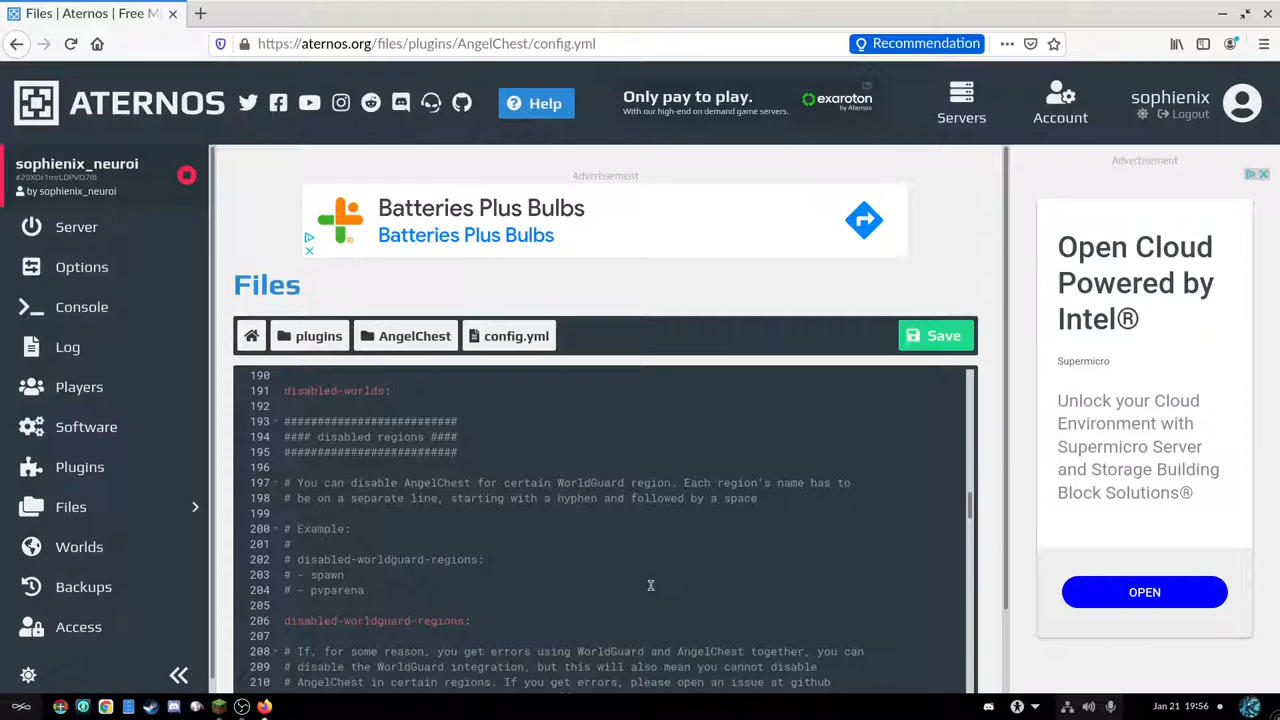 Files | Aternos | Free M
https://aternos.org/files/plugins/AngelChest/config.yml
Recommendation
ATERNOS
Help
Only pay to play.
With our high-end on demand game servers.
exaroton
by Aternos
Servers
Account
sophienix
Logout
sophienix_neuroi
by sophienix_neuroi
Server
Options
Console
Log
Players
Software
Plugins
Files
Worlds
Backups
Access
Advertisement
Batteries Plus Bulbs
Batteries Plus Bulbs
Files
plugins
AngelChest
config.yml
Save
190
191 disabled-worlds:
192
193 ##########################
194 #### disabled regions ####
195 ##########################
196
197 # You can disable AngelChest for certain WorldGuard region. Each region's name has to
198 # be on a separate line, starting with a hyphen and followed by a space
199
200 # Example:
201 #
202 # disabled-worldguard-regions:
203 # - spawn
204 # - pvparena
205
206 disabled-worldguard-regions:
207
208 # If, for some reason, you get errors using WorldGuard and AngelChest together, you can
209 # disable the WorldGuard integration, but this will also mean you cannot disable
210 # AngelChest in certain regions. If you get errors, please open an issue at github
Advertisement
Open Cloud
Powered by
Intel®
Supermicro
Unlock your Cloud
Environment with
Supermicro Server
and Storage Building
Block Solutions®
OPEN
Jan 21 19:56